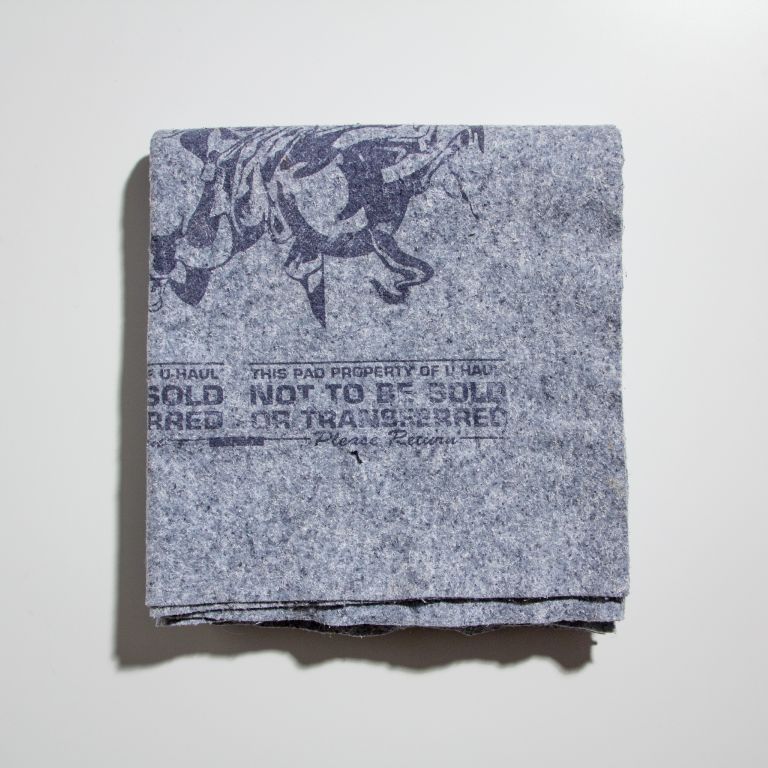 F U-HAUL
SOLD
RRED
THIS PAD PROPERTY OF U-HAUL
NOT TO BE SOLD
OR TRANSFERRED
Please Return